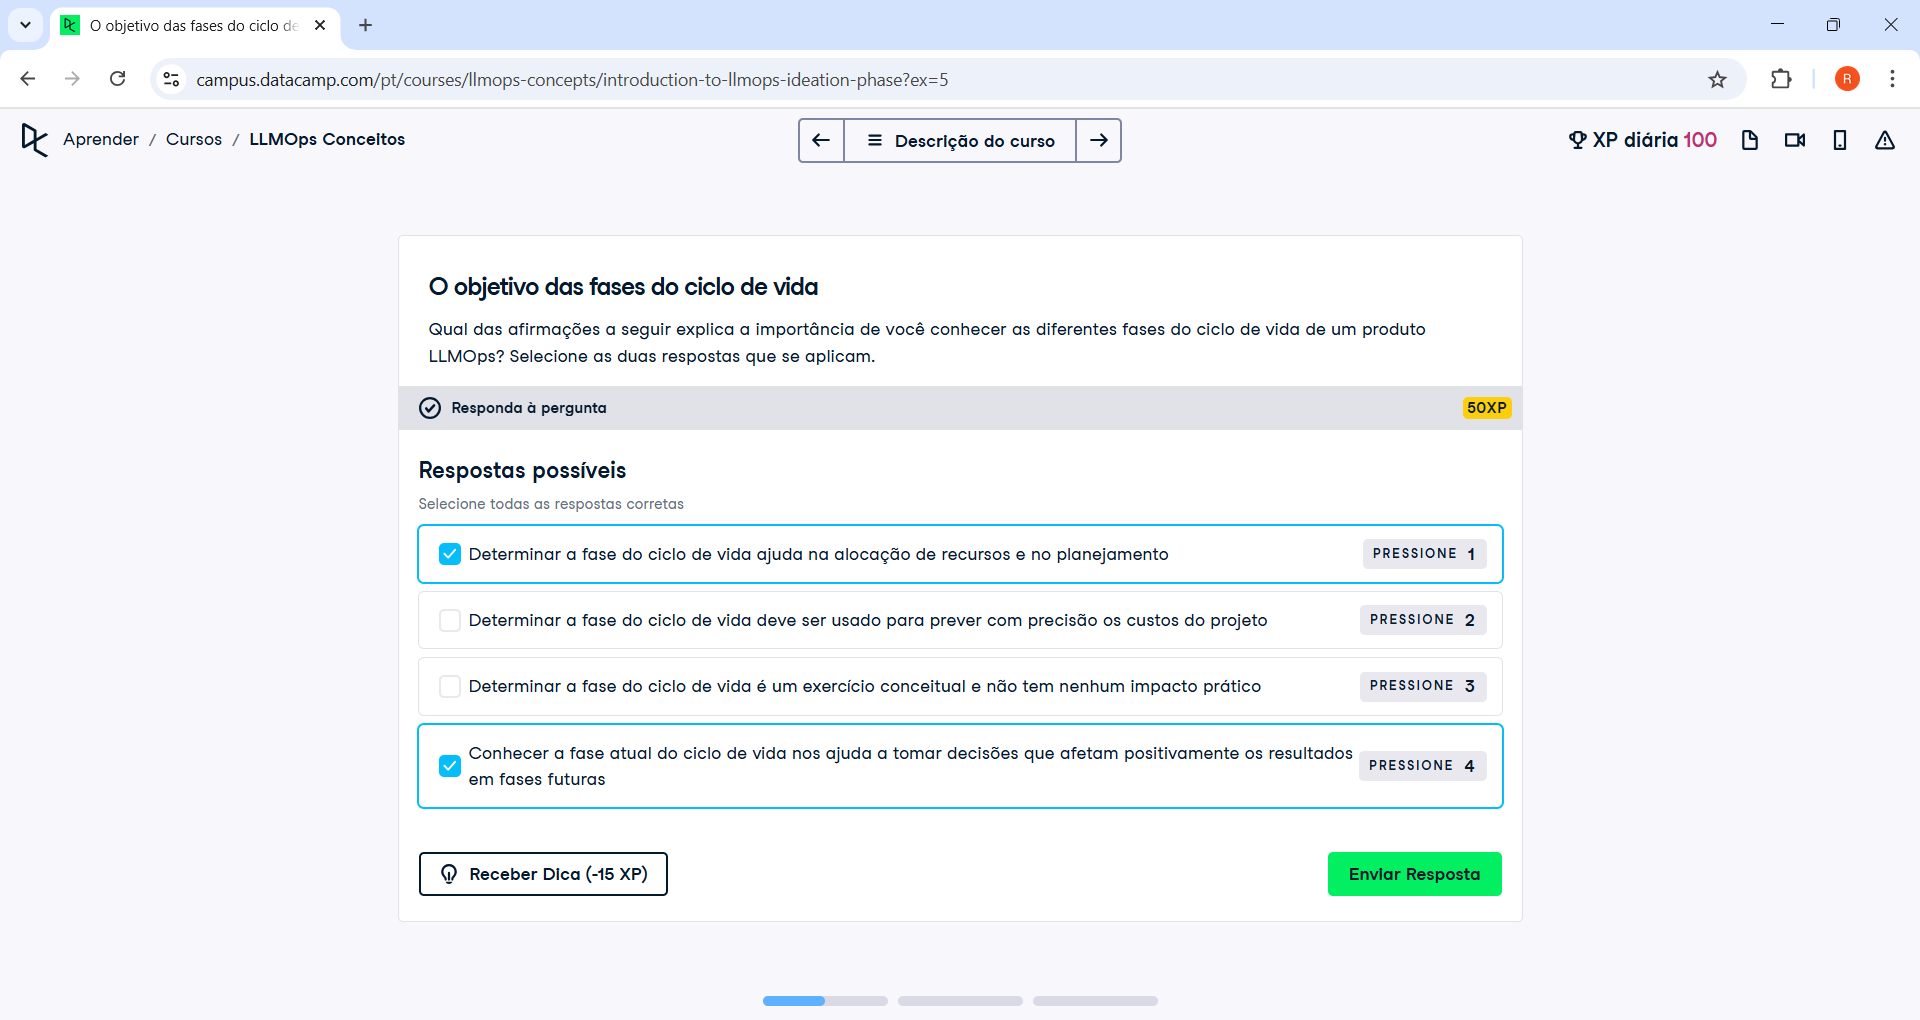 O objetivo das fases do ciclo de
campus.datacamp.com/pt/courses/llmops-concepts/introduction-to-llmops-ideation-phase?ex=5
R
Aprender / Cursos / LLMOps Conceitos
Descrição do curso
XP diária 100
O objetivo das fases do ciclo de vida
Qual das afirmações a seguir explica a importância de você conhecer as diferentes fases do ciclo de vida de um produto
LLMOps? Selecione as duas respostas que se aplicam.
Responda à pergunta
50XP
Respostas possíveis
Selecione todas as respostas corretas
Determinar a fase do ciclo de vida ajuda na alocação de recursos e no planejamento
PRESSIONE 1
Determinar a fase do ciclo de vida deve ser usado para prever com precisão os custos do projeto
PRESSIONE 2
Determinar a fase do ciclo de vida é um exercício conceitual e não tem nenhum impacto prático
PRESSIONE 3
Conhecer a fase atual do ciclo de vida nos ajuda a tomar decisões que afetam positivamente os resultados
em fases futuras
PRESSIONE 4
Receber Dica (-15 XP)
Enviar Resposta